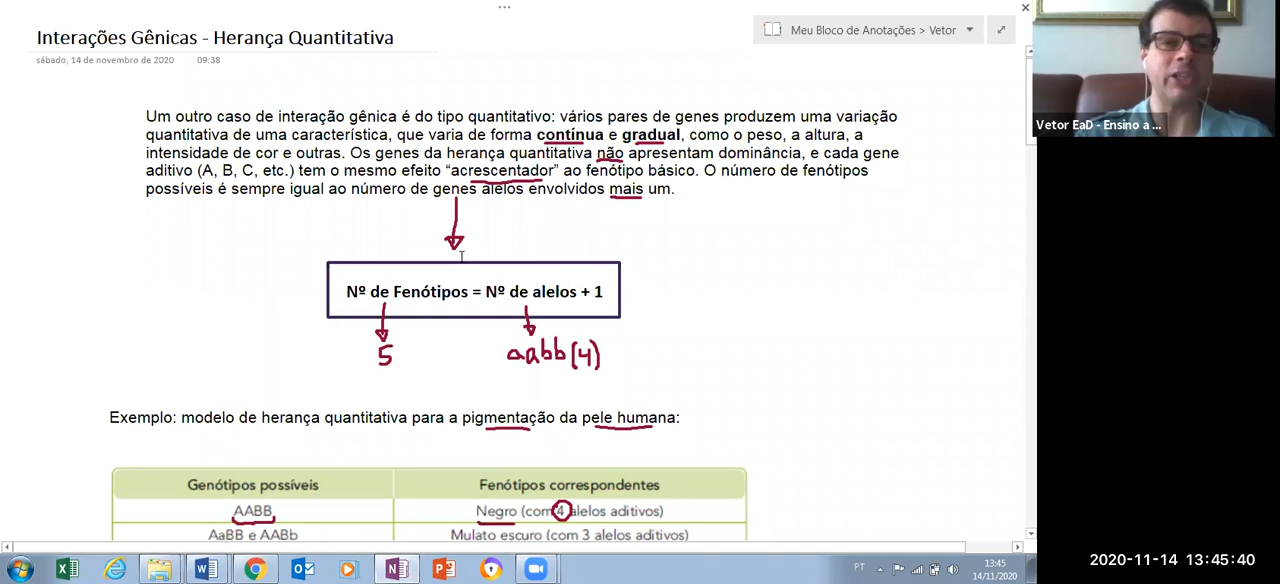 Interações Gênicas - Herança Quantitativa
sábado, 14 de novembro de 2020 09:38
Meu Bloco de Anotações > Vetor
Um outro caso de interação gênica é do tipo quantitativo: vários pares de genes produzem uma variação
quantitativa de uma característica, que varia de forma contínua e gradual, como o peso, a altura, a
intensidade de cor e outras. Os genes da herança quantitativa não apresentam dominância, e cada gene
aditivo (A, B, C, etc.) tem o mesmo efeito “acrescentador” ao fenótipo básico. O número de fenótipos
possíveis é sempre igual ao número de genes alelos envolvidos mais um.
Nº de Fenótipos = Nº de alelos + 1
5 aabb (4)
Exemplo: modelo de herança quantitativa para a pigmentação da pele humana:
Genótipos possíveis Fenótipos correspondentes
AABB Negro (com 4 alelos aditivos)
AaBB e AABb Mulato escuro (com 3 alelos aditivos)
Vetor EaD - Ensino a ...
PT 13:45
14/11/2020
2020-11-14 13:45:40